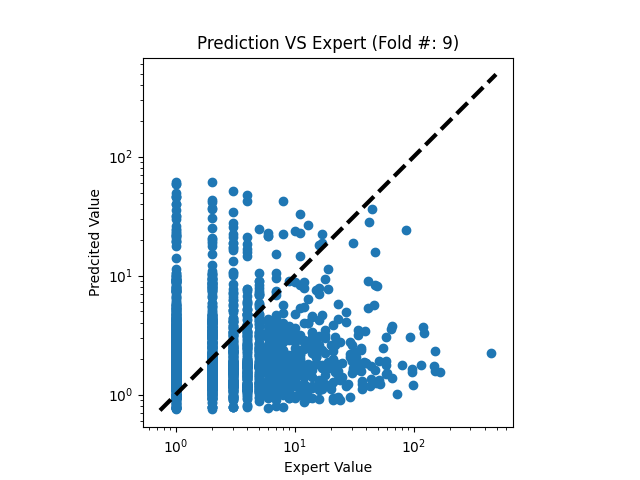 Prediction VS Expert (Fold #: 9)
Predcited Value
10²
10¹
10⁰
10⁰ 10¹ 10²
Expert Value